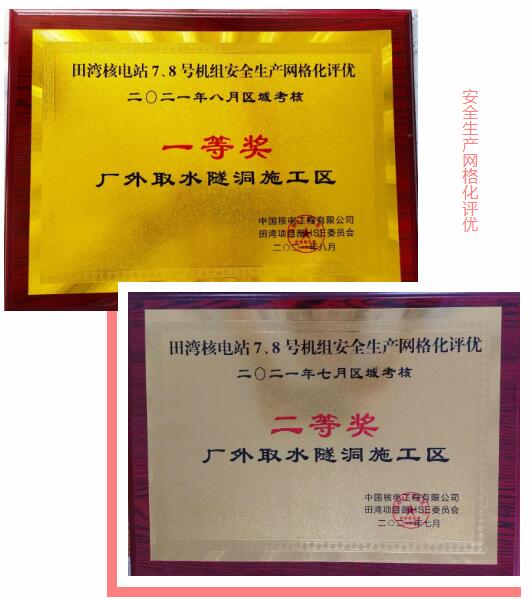 田湾核电站7、8号机组安全生产网格化评优
二〇二一年八月区域考核
一等奖
厂外取水隧洞施工区
中国核电工程有限公司
田湾项目部HSE委员会
二〇二一年八月
安全生产网格化评优
田湾核电站7、8号机组安全生产网格化评优
二〇二一年七月区域考核
二等奖
厂外取水隧洞施工区
中国核电工程有限公司
田湾项目部HSE委员会
二〇二一年七月